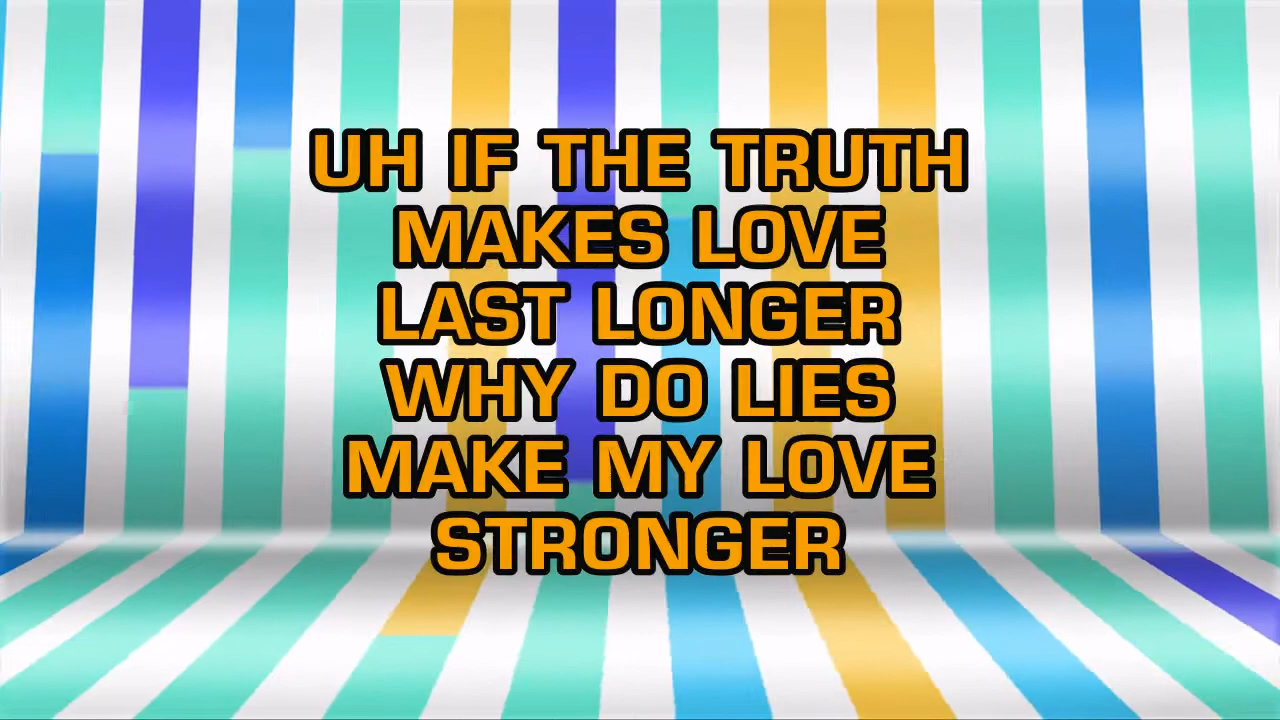 UH IF THE TRUTH
MAKES LOVE
LAST LONGER
WHY DO LIES
MAKE MY LOVE
STRONGER